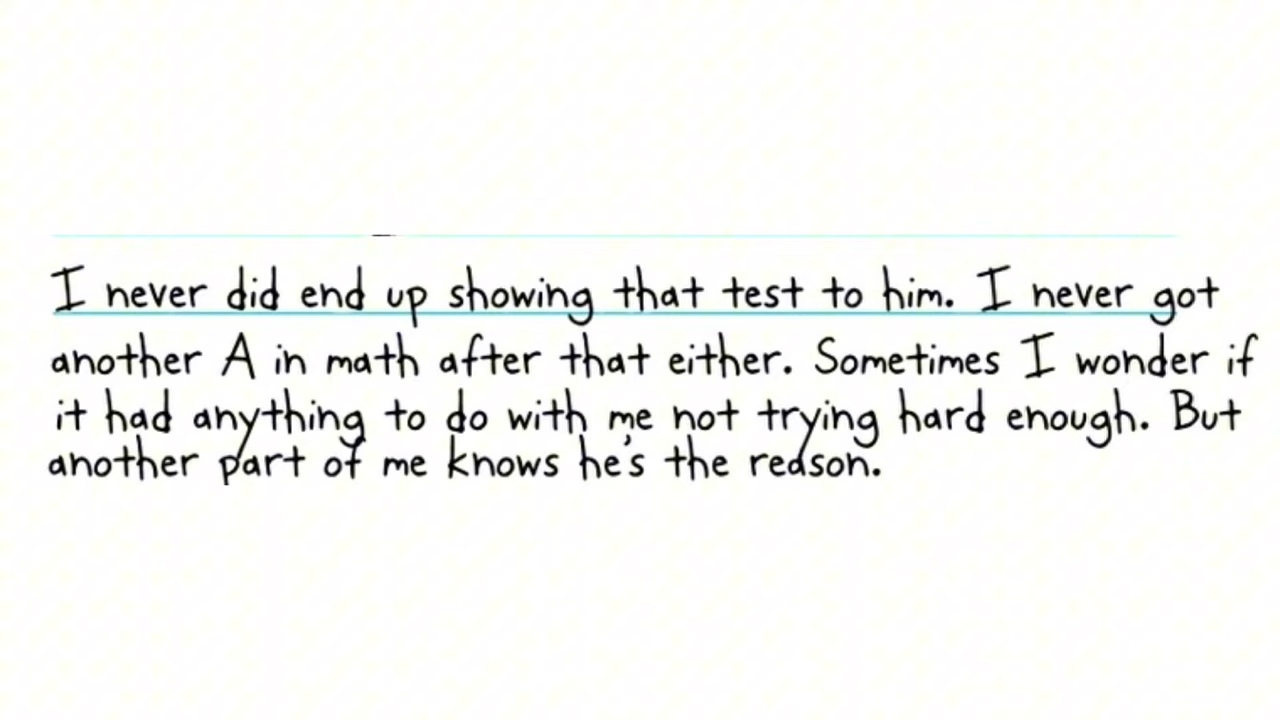 I never did end up showing that test to him. I never got
another A in math after that either. Sometimes I wonder if
it had anything to do with me not trying hard enough. But
another part of me knows he's the reason.